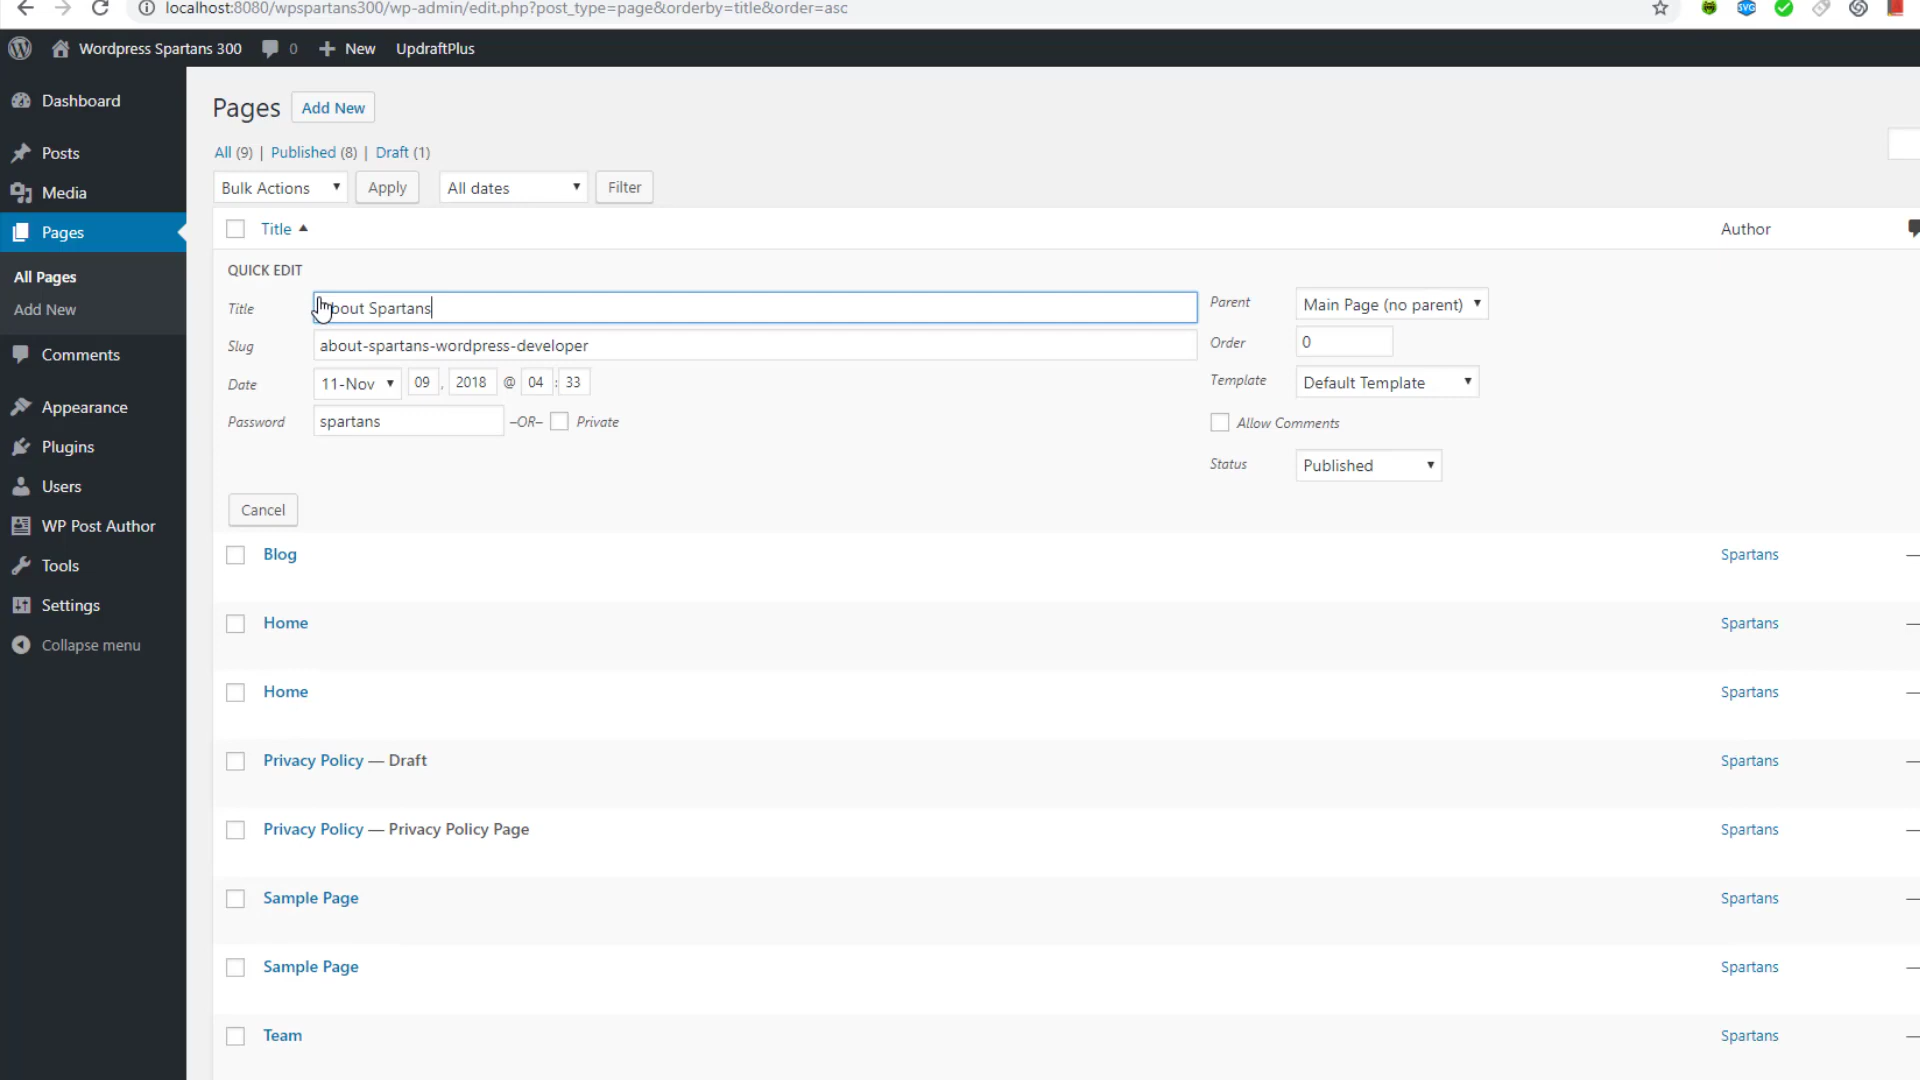 localhost:8080/wpspartans300/wp-admin/edit.php?post_type=page&orderby=title&order=asc
Wordpress Spartans 300 0 New UpdraftPlus
Dashboard
Posts
Media
Pages
All Pages
Add New
Comments
Appearance
Plugins
Users
WP Post Author
Tools
Settings
Collapse menu
Pages Add New
All (9) | Published (8) | Draft (1)
Bulk Actions Apply All dates Filter
Title Author
QUICK EDIT
Title Spartans
Slug about-spartans-wordpress-developer
Date 11-Nov 09 , 2018 @ 04 : 33
Password spartans –OR– Private
Parent Main Page (no parent)
Order 0
Template Default Template
Allow Comments
Status Published
Cancel
Blog Spartans —
Home Spartans —
Home Spartans —
Privacy Policy — Draft Spartans —
Privacy Policy — Privacy Policy Page Spartans —
Sample Page Spartans —
Sample Page Spartans —
Team Spartans —